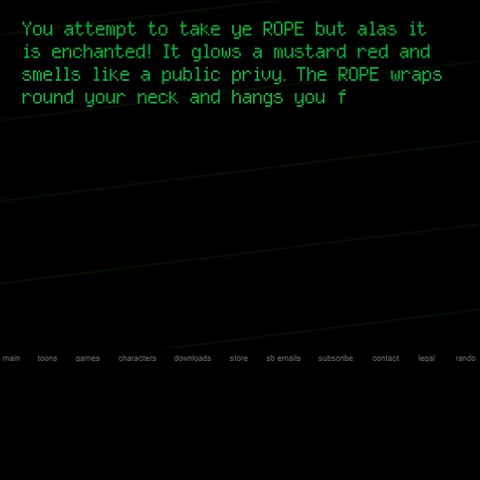 You attempt to take ye ROPE but alas it
is enchanted! It glows a mustard red and
smells like a public privy. The ROPE wraps
round your neck and hangs you f
main toons games characters downloads store sb emails subscribe contact legal rando